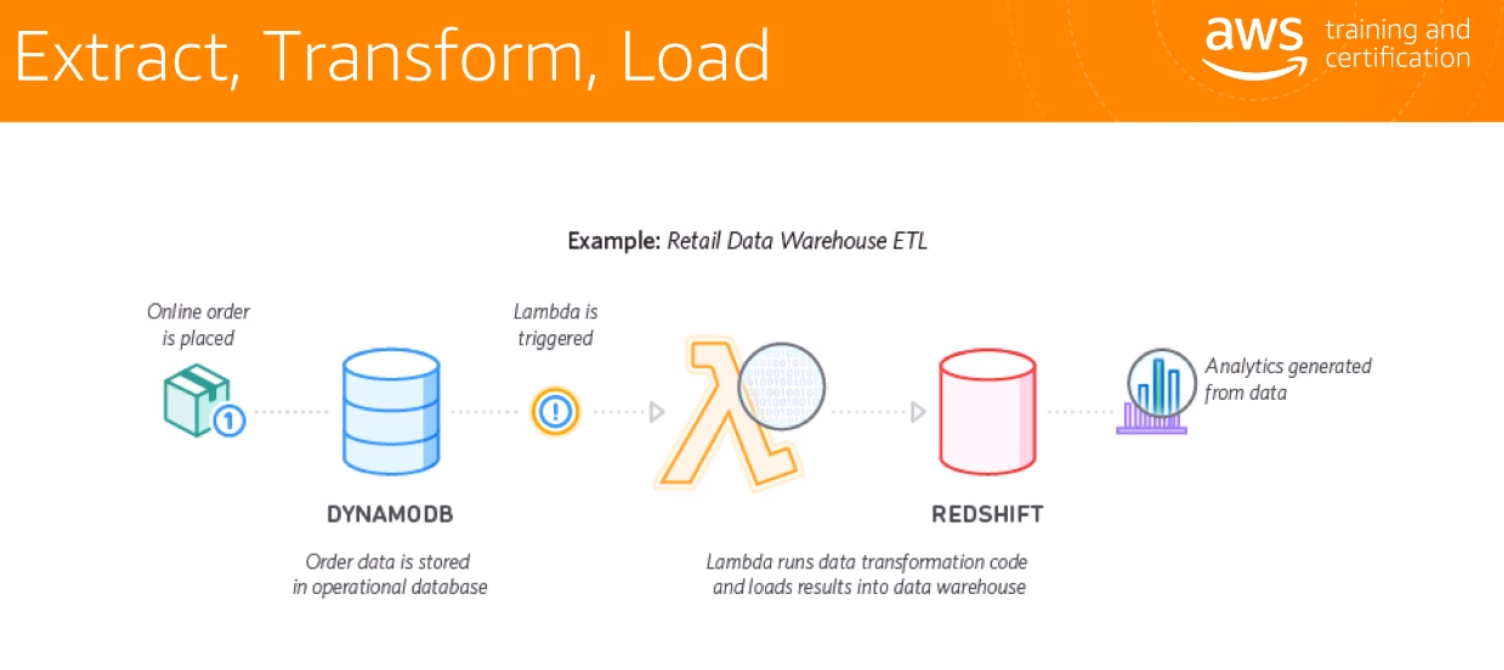 Extract, Transform, Load
aws training and
certification
Example: Retail Data Warehouse ETL
Online order
is placed
1
DYNAMODB
Order data is stored
in operational database
Lambda is
triggered
!
λ
Lambda runs data transformation code
and loads results into data warehouse
REDSHIFT
Analytics generated
from data